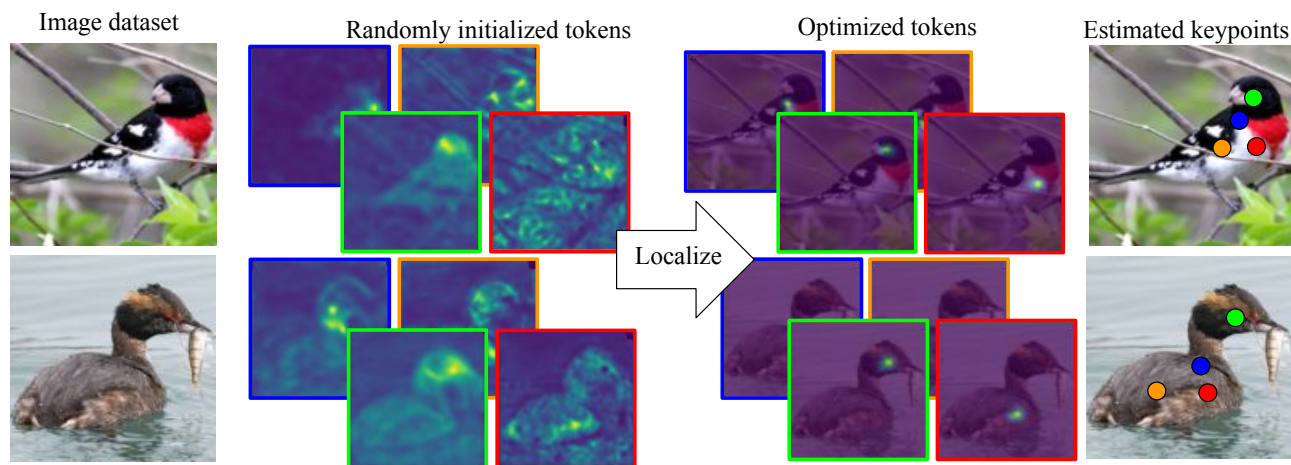 Image dataset
Randomly initialized tokens
Optimized tokens
Estimated keypoints
Localize